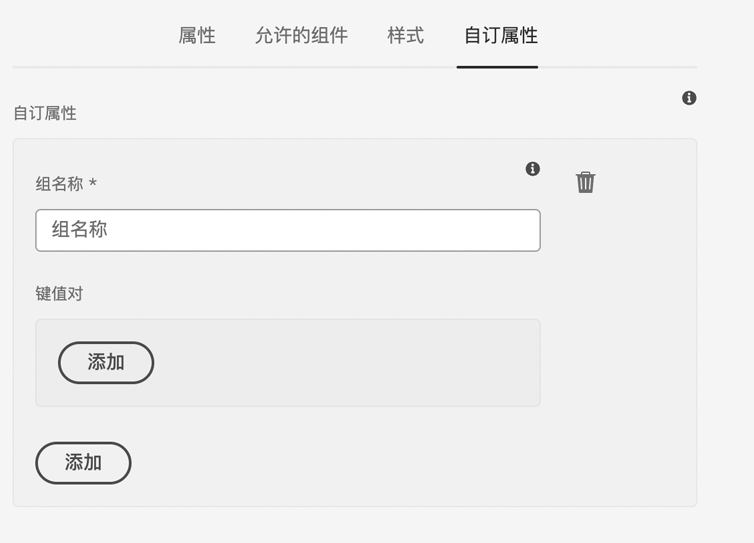 属性 允许的组件 样式 自订属性
自订属性
组名称 *
组名称
键值对
添加
添加